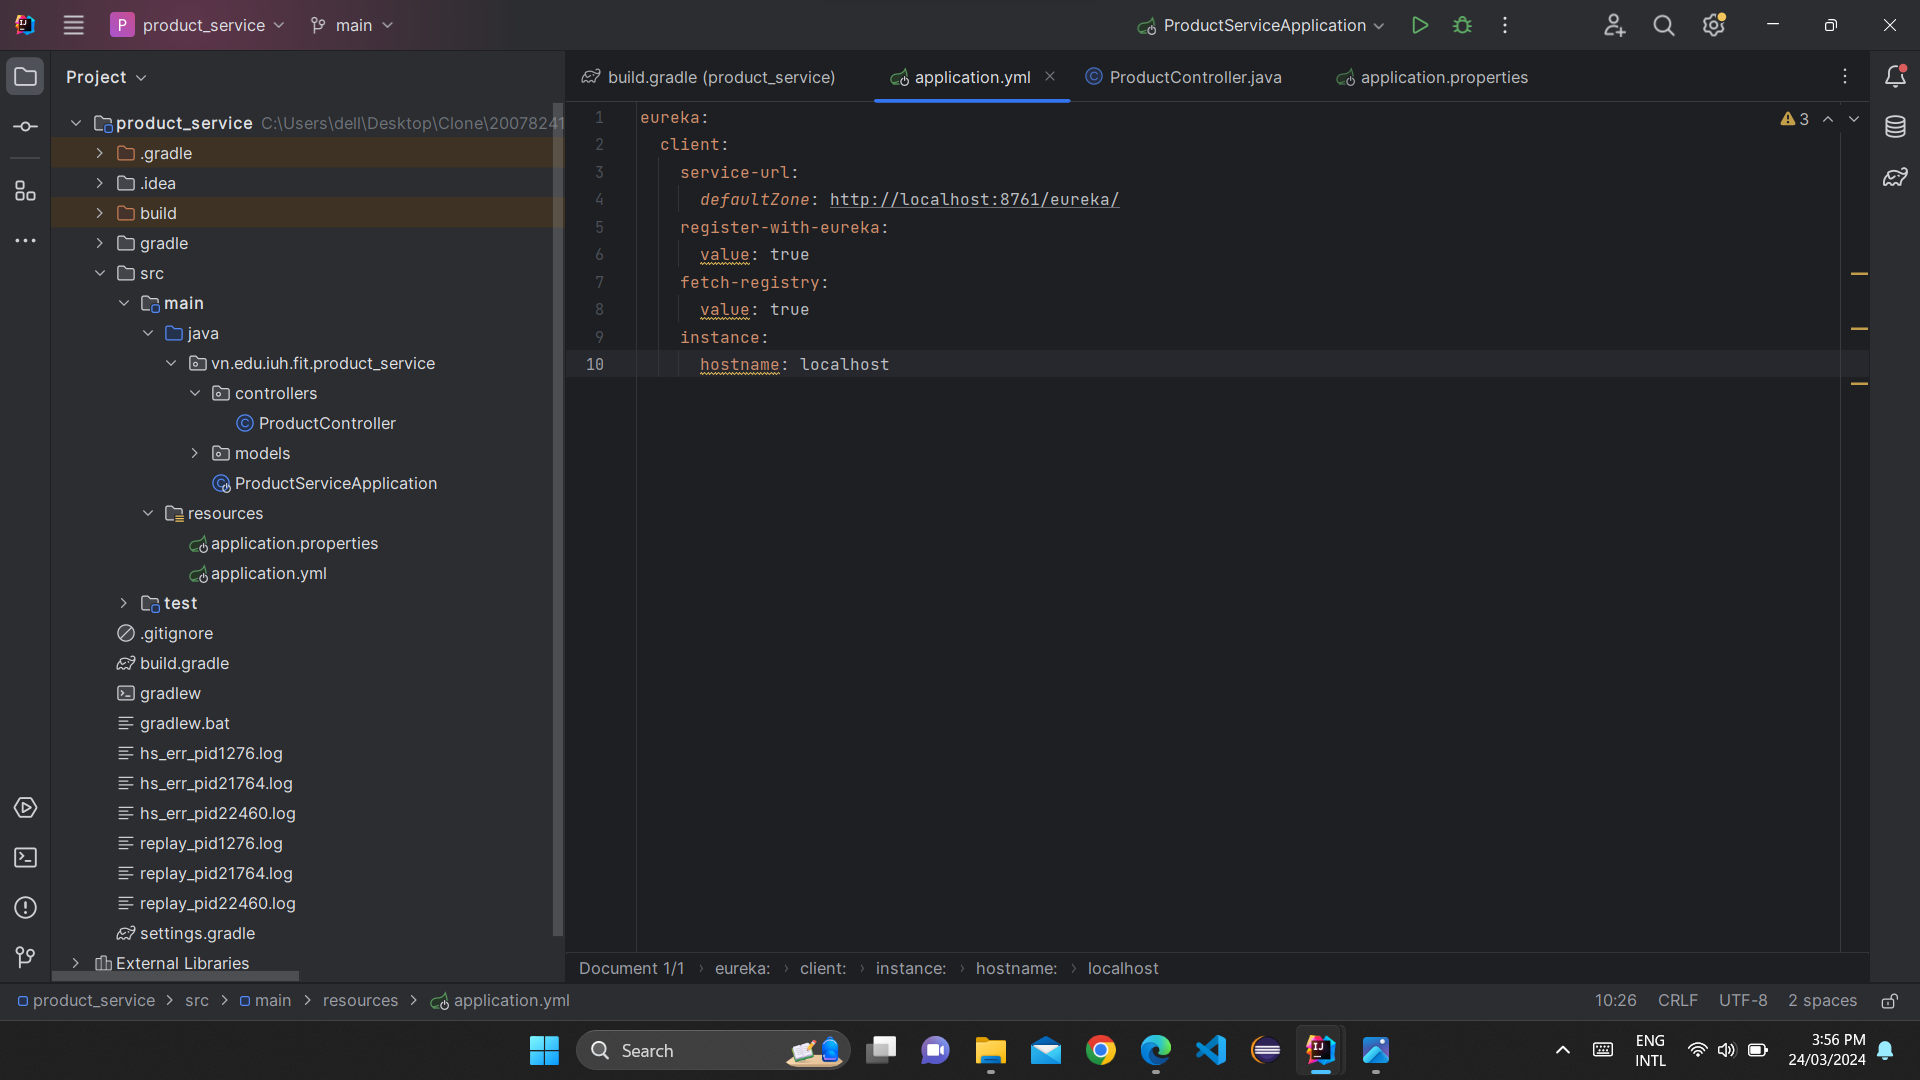 P product_service main ProductServiceApplication
Project
build.gradle (product_service) application.yml ProductController.java application.properties
product_service C:\Users\dell\Desktop\Clone\20078241
.gradle
.idea
build
gradle
src
main
java
vn.edu.iuh.fit.product_service
controllers
ProductController
models
ProductServiceApplication
resources
application.properties
application.yml
test
.gitignore
build.gradle
gradlew
gradlew.bat
hs_err_pid1276.log
hs_err_pid21764.log
hs_err_pid22460.log
replay_pid1276.log
replay_pid21764.log
replay_pid22460.log
settings.gradle
External Libraries
1 eureka:
2 client:
3 service-url:
4 defaultZone: http://localhost:8761/eureka/
5 register-with-eureka:
6 value: true
7 fetch-registry:
8 value: true
9 instance:
10 hostname: localhost
3
Document 1/1 › eureka: › client: › instance: › hostname: › localhost
product_service > src > main > resources > application.yml
10:26 CRLF UTF-8 2 spaces
Search
ENG
INTL
3:56 PM
24/03/2024